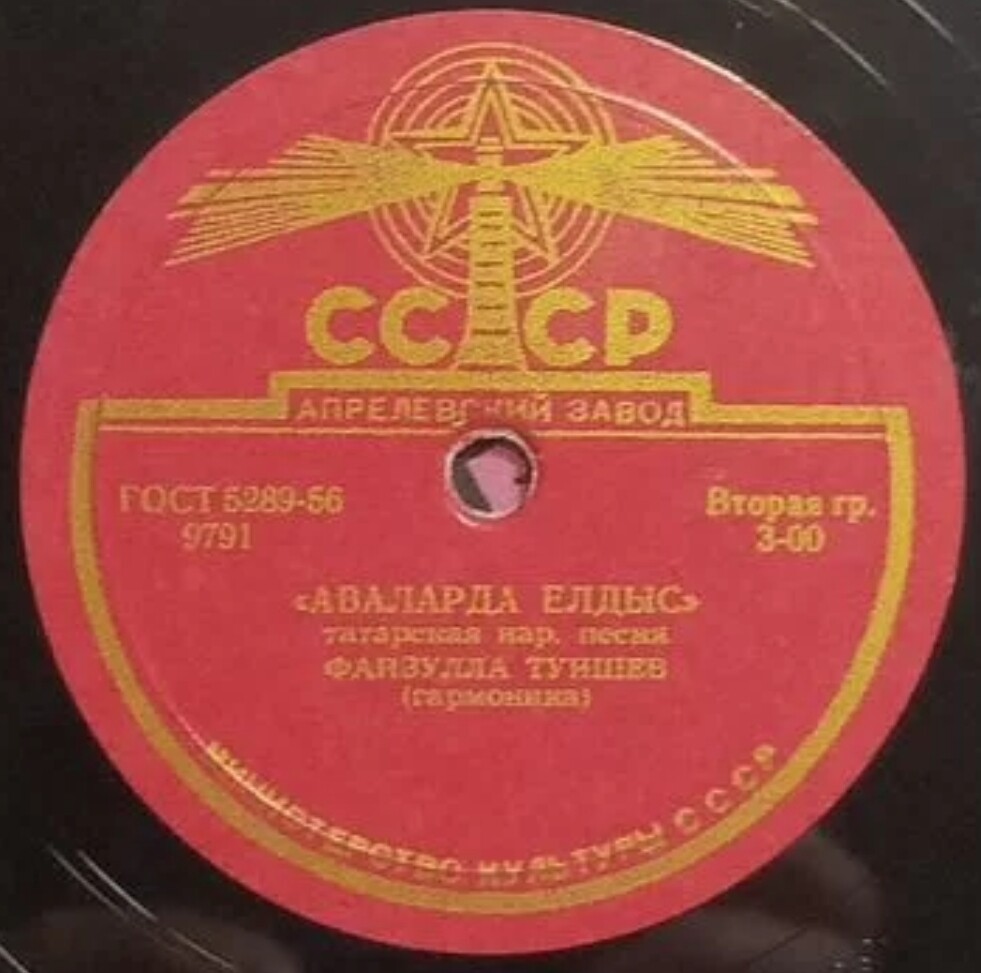 СССР
АПРЕЛЕВСКИЙ ЗАВОД
ГОСТ 5289-56
9791
Вторая гр.
3-00
«АВАЛАРДА ЕЛДЫС»
татарская нар. песня
ФАЙЗУЛЛА ТУИШЕВ
(гармоника)
МИНИСТЕРСТВО КУЛЬТУРЫ СССР